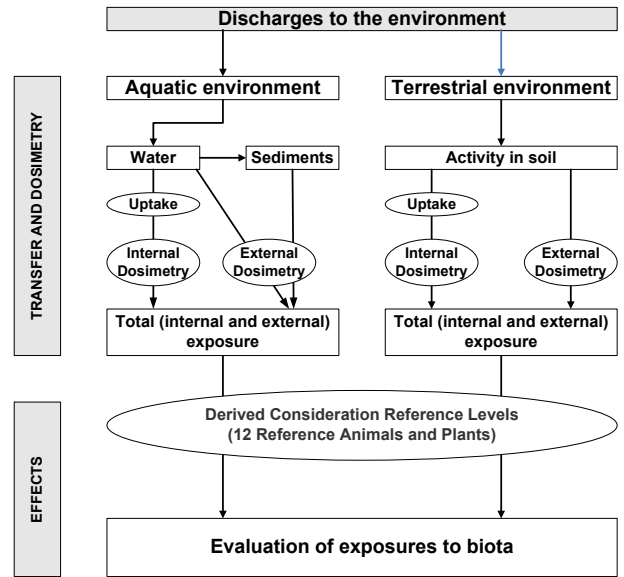 Discharges to the environment
TRANSFER AND DOSIMETRY
Aquatic environment
Terrestrial environment
Water
Sediments
Activity in soil
Uptake
Uptake
Internal
Dosimetry
External
Dosimetry
Internal
Dosimetry
External
Dosimetry
Total (internal and external)
exposure
Total (internal and external)
exposure
EFFECTS
Derived Consideration Reference Levels
(12 Reference Animals and Plants)
Evaluation of exposures to biota